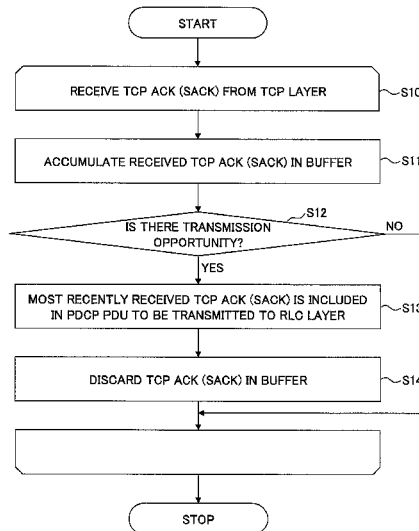 START
RECEIVE TCP ACK (SACK) FROM TCP LAYER
S10
ACCUMULATE RECEIVED TCP ACK (SACK) IN BUFFER
S11
S12
IS THERE TRANSMISSION
OPPORTUNITY?
NO
YES
MOST RECENTLY RECEIVED TCP ACK (SACK) IS INCLUDED
IN PDCP PDU TO BE TRANSMITTED TO RLC LAYER
S13
DISCARD TCP ACK (SACK) IN BUFFER
S14
STOP